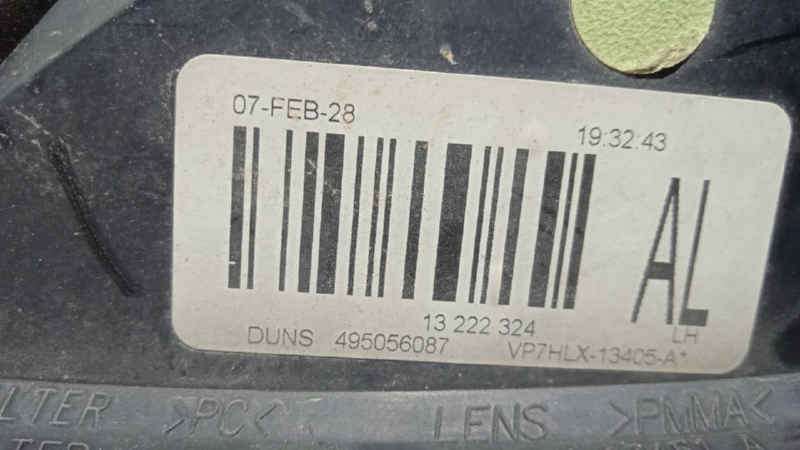 07-FEB-28 19:32:43
AL
13 222 324
LH
DUNS 495056087 VP7HLX-13405-A*
LTER >PC< LENS >PMMA<